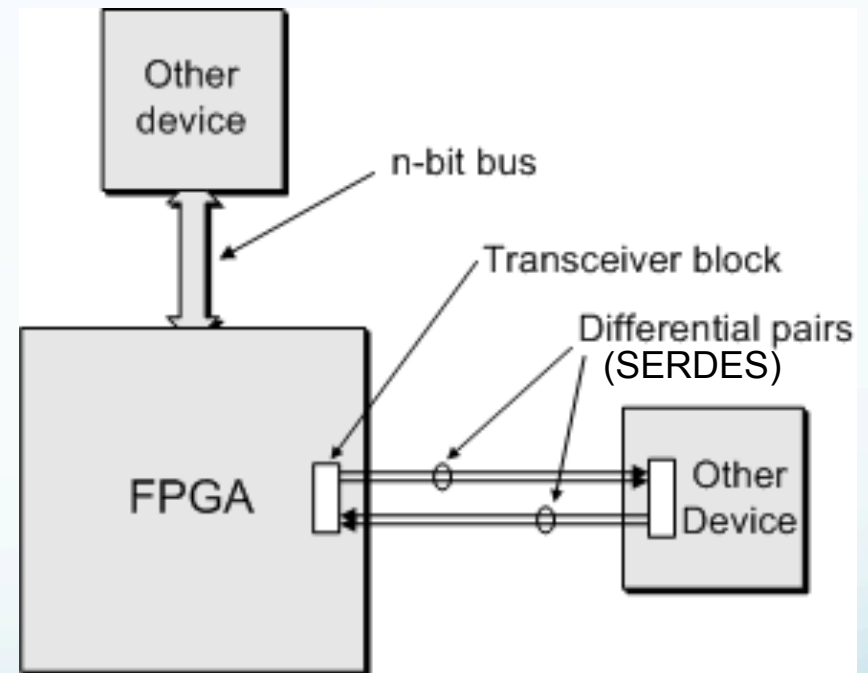 Other
device
n-bit bus
Transceiver block
Differential pairs
(SERDES)
FPGA
Other
Device